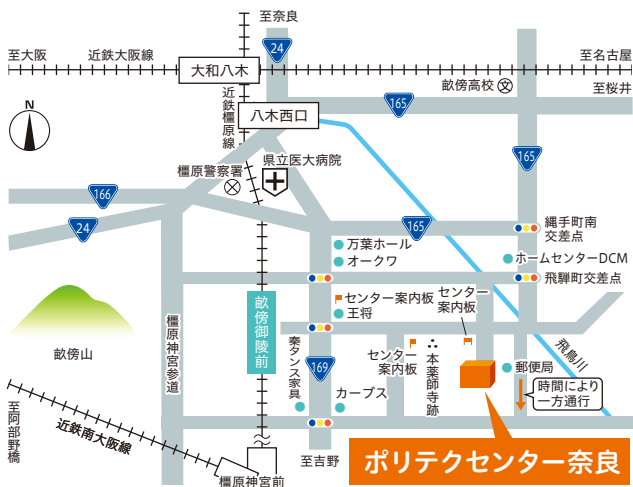 至奈良
24
至大阪
近鉄大阪線
大和八木
至名古屋
畝傍高校
文
至桜井
近鉄橿原線
八木西口
165
N
県立医大病院
橿原警察署
165
166
24
165
縄手町南
交差点
万葉ホール
オークワ
ホームセンターDCM
飛騨町交差点
畝傍御陵前
センター案内板
王将
センター
案内板
橿原神宮参道
畝傍山
秦タンス家具
169
センター
案内板
本薬師寺跡
飛鳥川
郵便局
時間により
一方通行
カーブス
至阿部野橋
近鉄南大阪線
至吉野
橿原神宮前
ポリテクセンター奈良